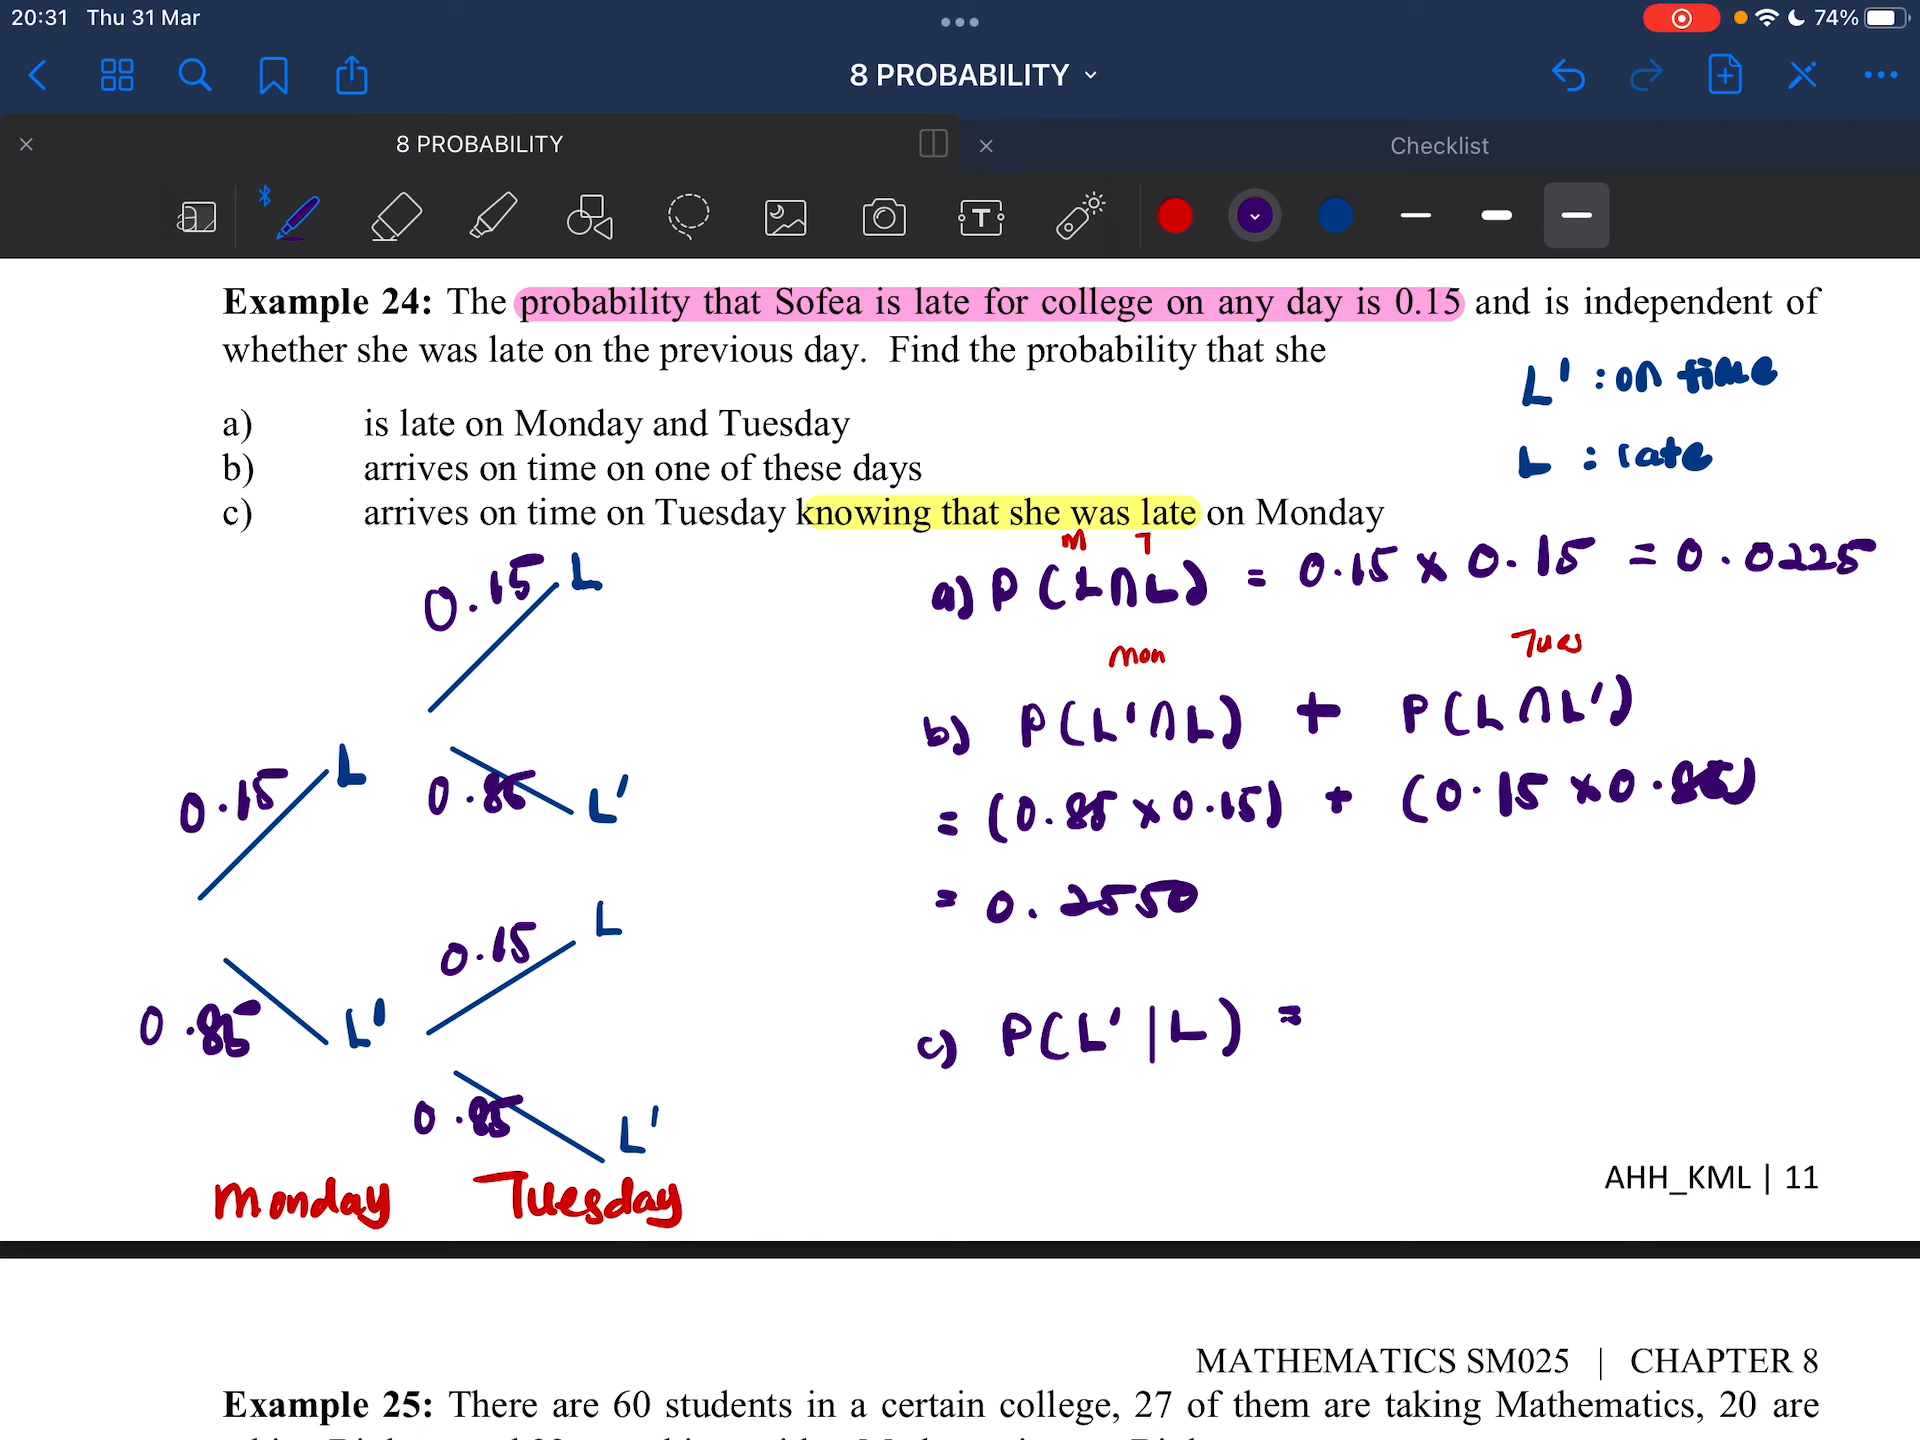 20:31 Thu 31 Mar
74%
8 PROBABILITY
8 PROBABILITY
Checklist
Example 24: The probability that Sofea is late for college on any day is 0.15 and is independent of
whether she was late on the previous day. Find the probability that she
L' : on time
a) is late on Monday and Tuesday
L : late
b) arrives on time on one of these days
c) arrives on time on Tuesday knowing that she was late on Monday
M T
a) P(L∩L) = 0.15 × 0.15 = 0.0225
0.15 L
Mon Tues
b) P(L'∩L) + P(L∩L')
0.15 L
0.85 L'
= (0.85 × 0.15) + (0.15 × 0.85)
= 0.2550
0.15 L
0.85 L'
c) P(L'|L) =
0.85 L'
Monday Tuesday
AHH_KML | 11
MATHEMATICS SM025 | CHAPTER 8
Example 25: There are 60 students in a certain college, 27 of them are taking Mathematics, 20 are